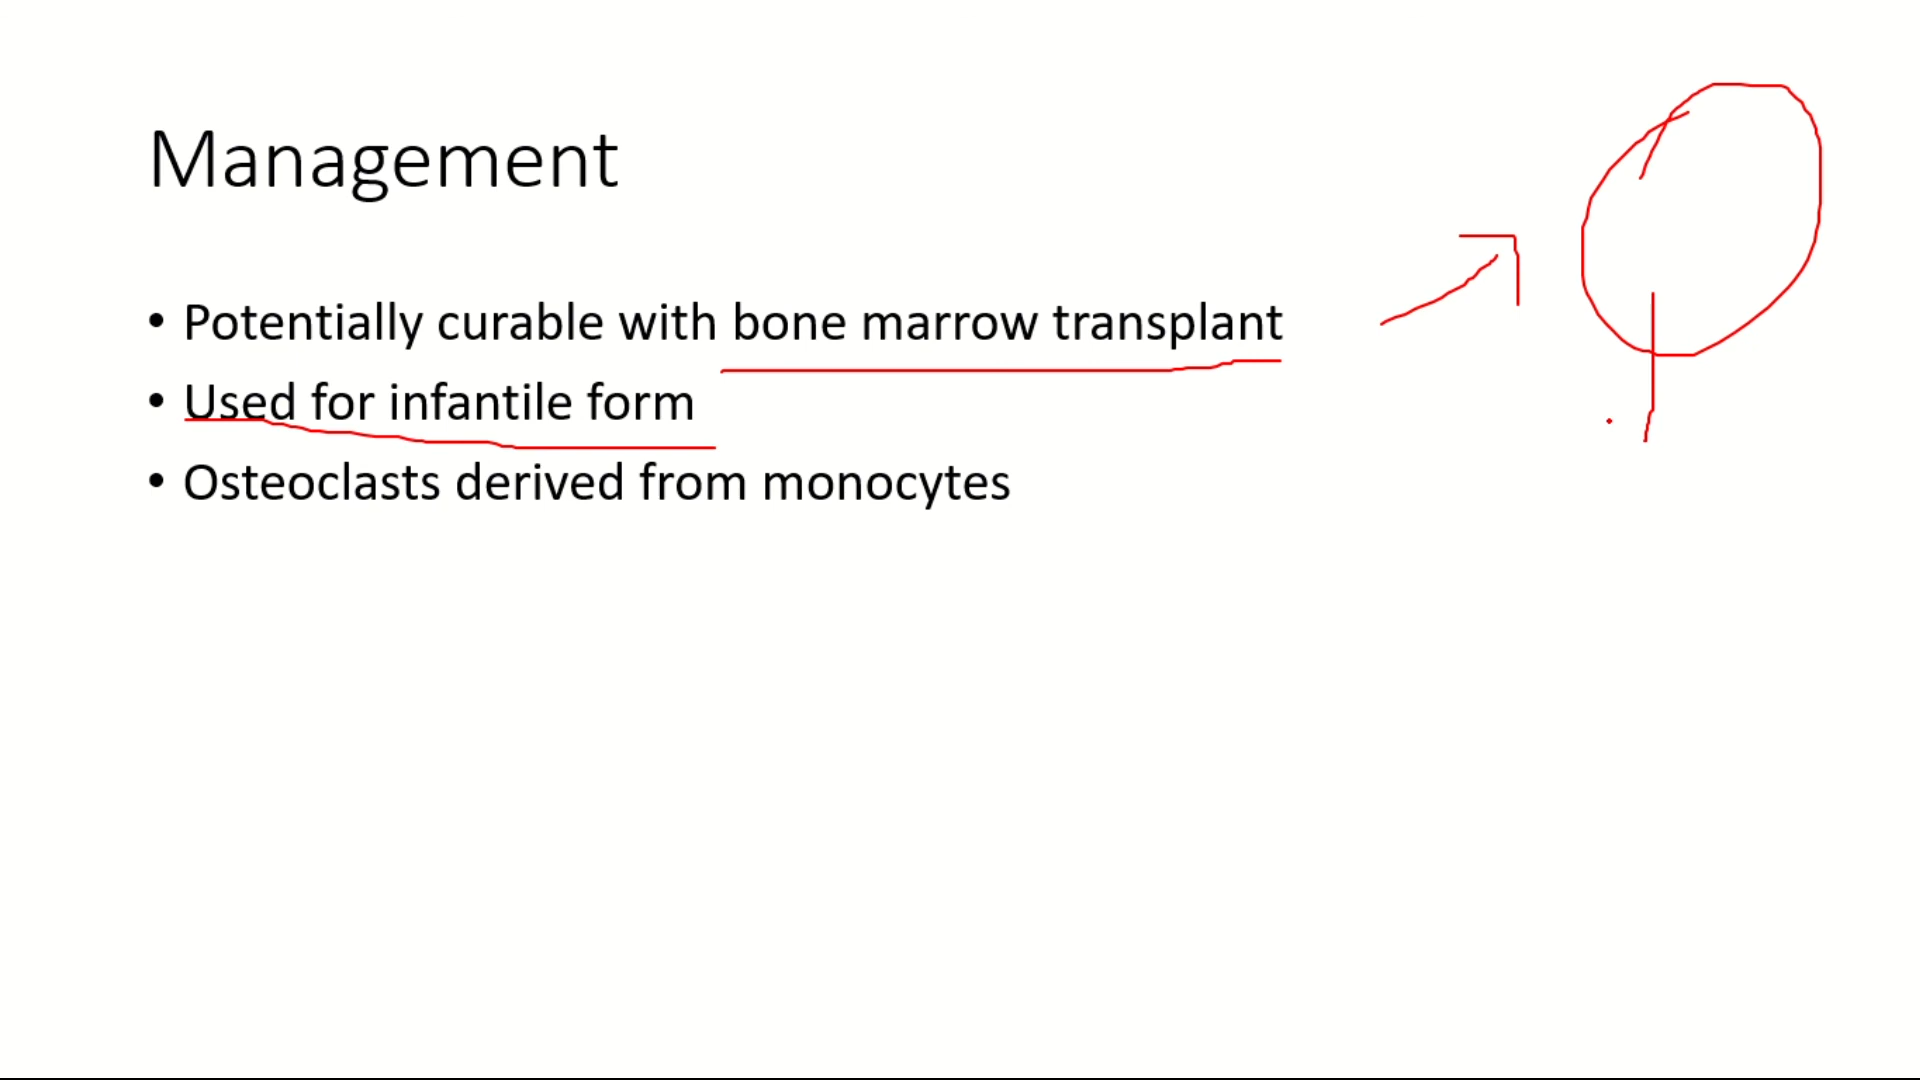 Management
• Potentially curable with bone marrow transplant
• Used for infantile form
• Osteoclasts derived from monocytes